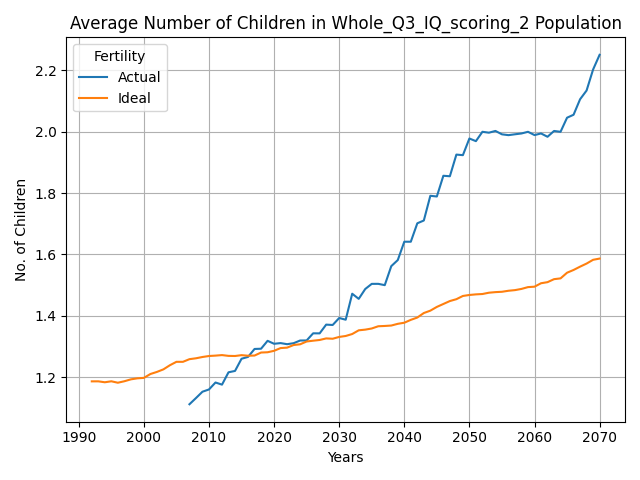 Average Number of Children in Whole_Q3_IQ_scoring_2 Population
Fertility
Actual
Ideal
No. of Children
2.2
2.0
1.8
1.6
1.4
1.2
1990 2000 2010 2020 2030 2040 2050 2060 2070
Years